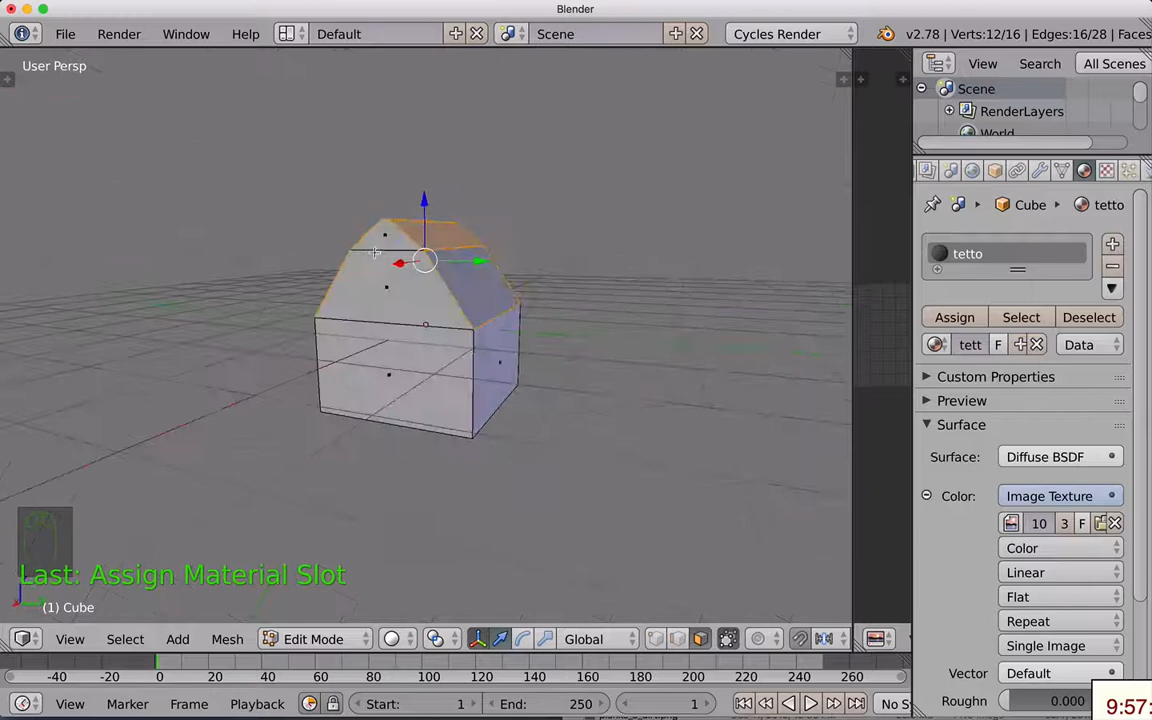 Blender
File Render Window Help Default Scene Cycles Render v2.78 | Verts:12/16 | Edges:16/28 | Faces
User Persp
View Search All Scenes
Scene
RenderLayers
World
Cube tetto
tetto
Assign Select Deselect
tett F Data
Custom Properties
Preview
Surface
Surface: Diffuse BSDF
Color: Image Texture
10 3 F
Color
Linear
Flat
Repeat
Single Image
Vector Default
Roughn 0.000
Last: Assign Material Slot
(1) Cube
View Select Add Mesh Edit Mode Global
-40 -20 0 20 40 60 80 100 120 140 160 180 200 220 240 260
View Marker Frame Playback Start: 1 End: 250 1 No S
9:57: